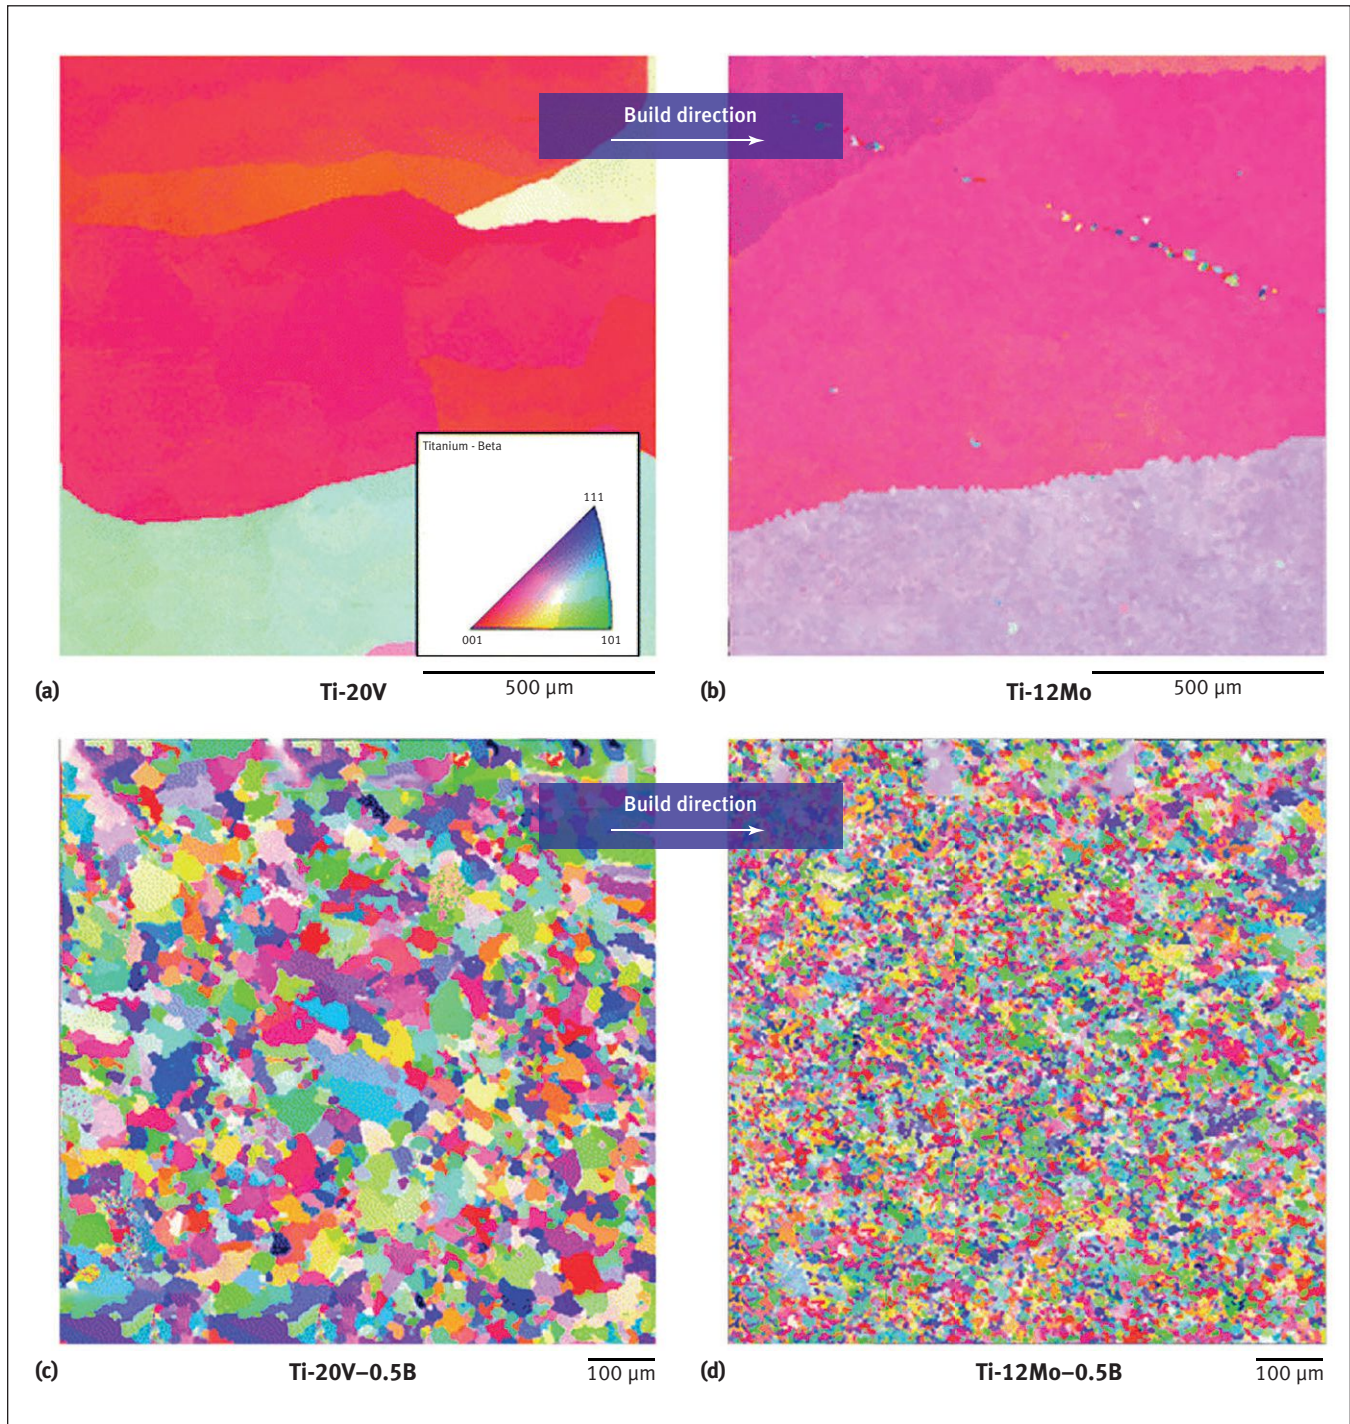 Build direction
Titanium - Beta
111
001
101
(a)
Ti-20V
500 μm
(b)
Ti-12Mo
500 μm
Build direction
(c)
Ti-20V–0.5B
100 μm
(d)
Ti-12Mo–0.5B
100 μm